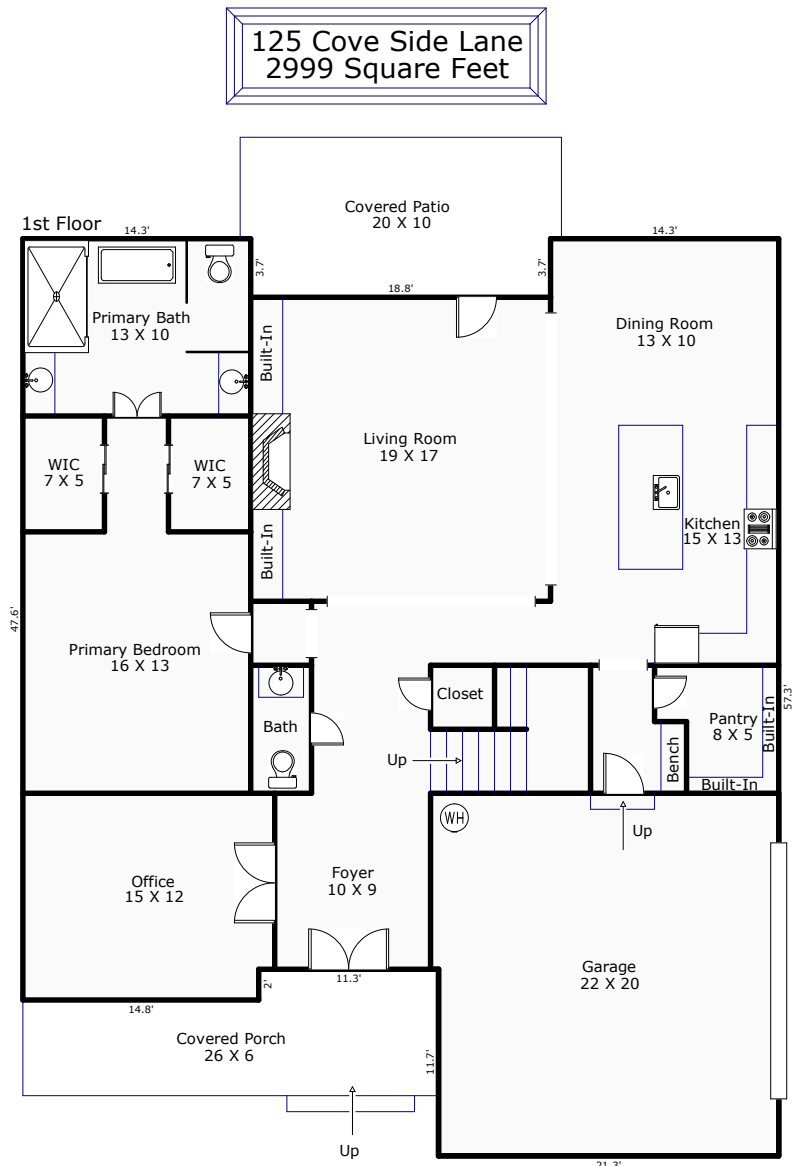 125 Cove Side Lane
2999 Square Feet
1st Floor
14.3'
Covered Patio
20 X 10
14.3'
3.7'
3.7'
18.8'
Primary Bath
13 X 10
Built-In
Dining Room
13 X 10
WIC
7 X 5
WIC
7 X 5
Living Room
19 X 17
Kitchen
15 X 13
Built-In
47.6'
Primary Bedroom
16 X 13
Closet
57.3'
Bath
Up
Pantry
8 X 5
Built-In
Bench
Built-In
WH
Up
Office
15 X 12
Foyer
10 X 9
Garage
22 X 20
11.3'
2'
14.8'
Covered Porch
26 X 6
11.7'
Up
21.3'